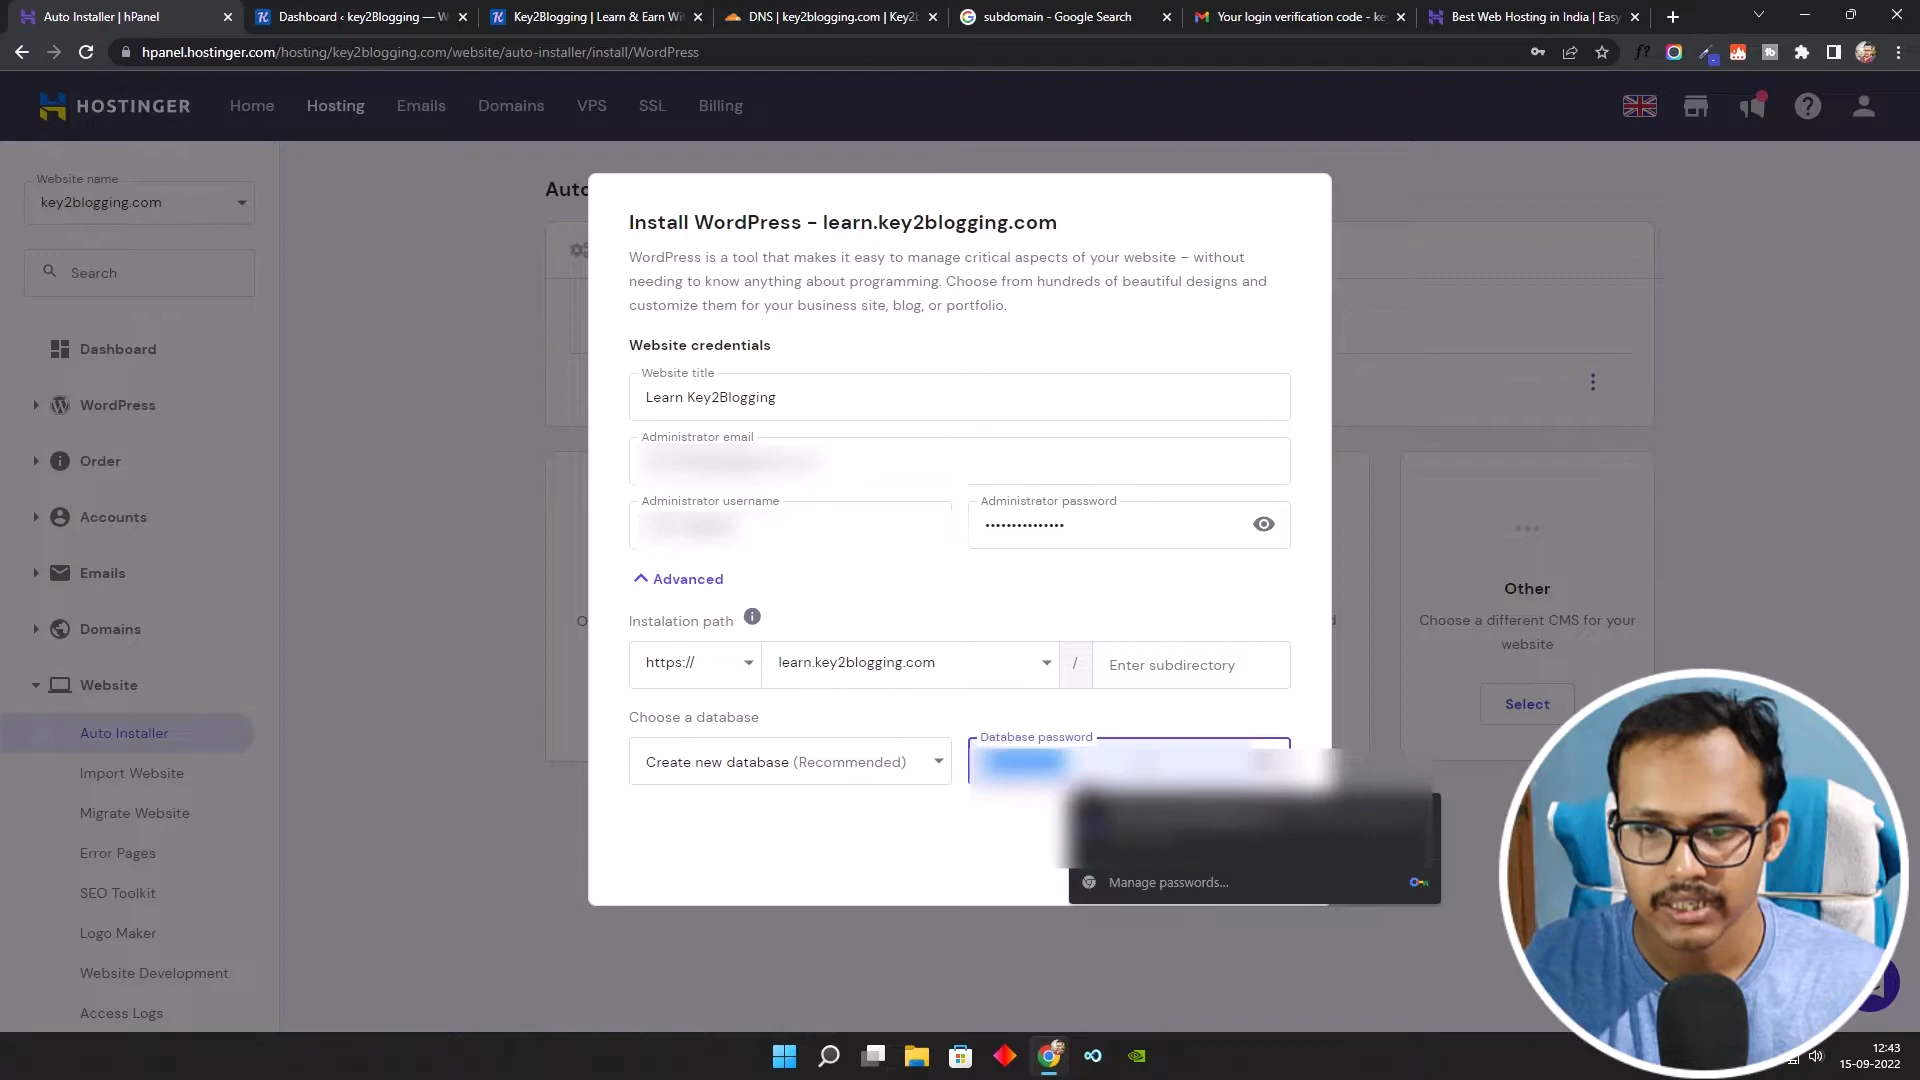 Auto Installer | hPanel
Dashboard ‹ key2Blogging — W
Key2Blogging | Learn & Earn Wi
DNS | key2blogging.com | Key2
subdomain - Google Search
Your login verification code - ke
Best Web Hosting in India | Easy
hpanel.hostinger.com/hosting/key2blogging.com/website/auto-installer/install/WordPress
HOSTINGER
Home
Hosting
Emails
Domains
VPS
SSL
Billing
Website name
key2blogging.com
Search
Dashboard
WordPress
Order
Accounts
Emails
Domains
Website
Auto Installer
Import Website
Migrate Website
Error Pages
SEO Toolkit
Logo Maker
Website Development
Access Logs
Auto
Install WordPress - learn.key2blogging.com
WordPress is a tool that makes it easy to manage critical aspects of your website – without
needing to know anything about programming. Choose from hundreds of beautiful designs and
customize them for your business site, blog, or portfolio.
Website credentials
Website title
Learn Key2Blogging
Administrator email
Administrator username
Administrator password
Advanced
Instalation path
https://
learn.key2blogging.com
/
Enter subdirectory
Choose a database
Create new database (Recommended)
Database password
Manage passwords...
Other
Choose a different CMS for your
website
Select
12:43
15-09-2022